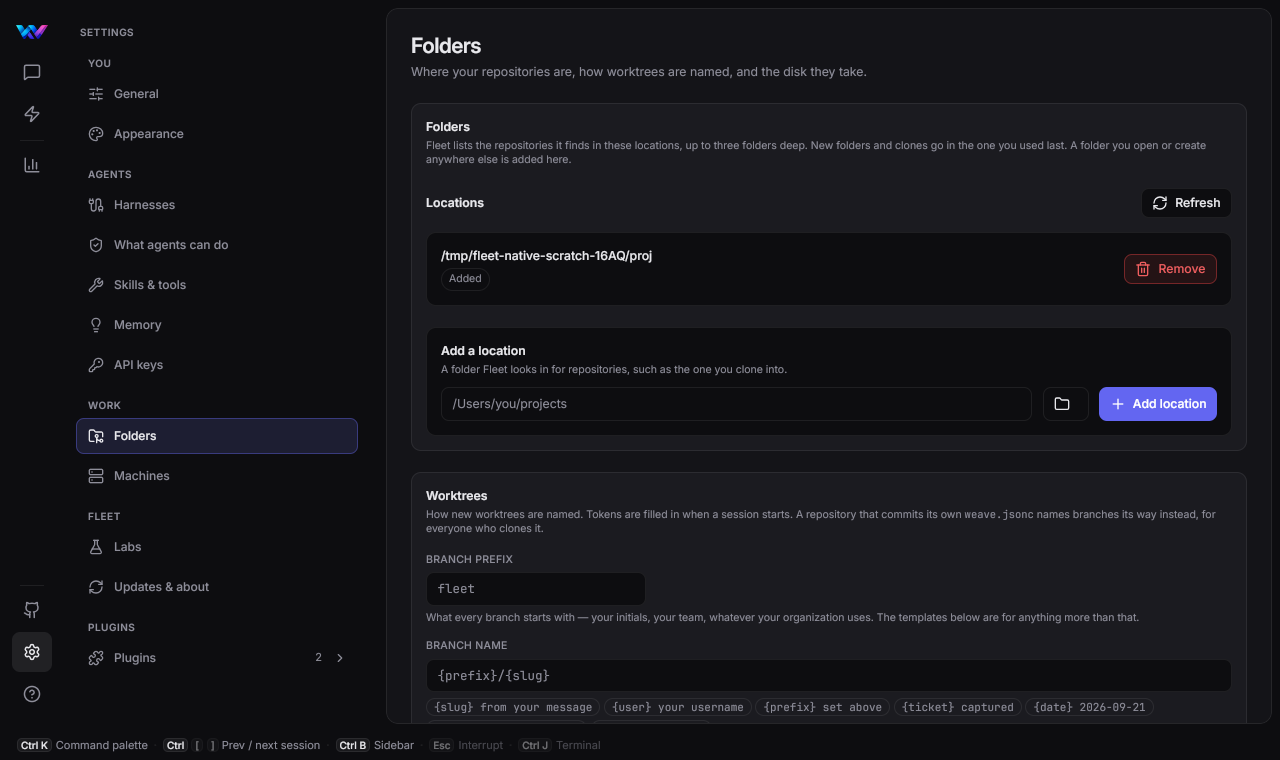 SETTINGS
YOU
General
Appearance
AGENTS
Harnesses
What agents can do
Skills & tools
Memory
API keys
WORK
Folders
Machines
FLEET
Labs
Updates & about
PLUGINS
Plugins 2
Folders
Where your repositories are, how worktrees are named, and the disk they take.
Folders
Fleet lists the repositories it finds in these locations, up to three folders deep. New folders and clones go in the one you used last. A folder you open or create
anywhere else is added here.
Locations
Refresh
/tmp/fleet-native-scratch-16AQ/proj
Added
Remove
Add a location
A folder Fleet looks in for repositories, such as the one you clone into.
/Users/you/projects
Add location
Worktrees
How new worktrees are named. Tokens are filled in when a session starts. A repository that commits its own weave.jsonc names branches its way instead, for
everyone who clones it.
BRANCH PREFIX
fleet
What every branch starts with — your initials, your team, whatever your organization uses. The templates below are for anything more than that.
BRANCH NAME
{prefix}/{slug}
{slug} from your message {user} your username {prefix} set above {ticket} captured {date} 2026-09-21
Ctrl K Command palette · Ctrl [ ] Prev / next session · Ctrl B Sidebar · Esc Interrupt · Ctrl J Terminal